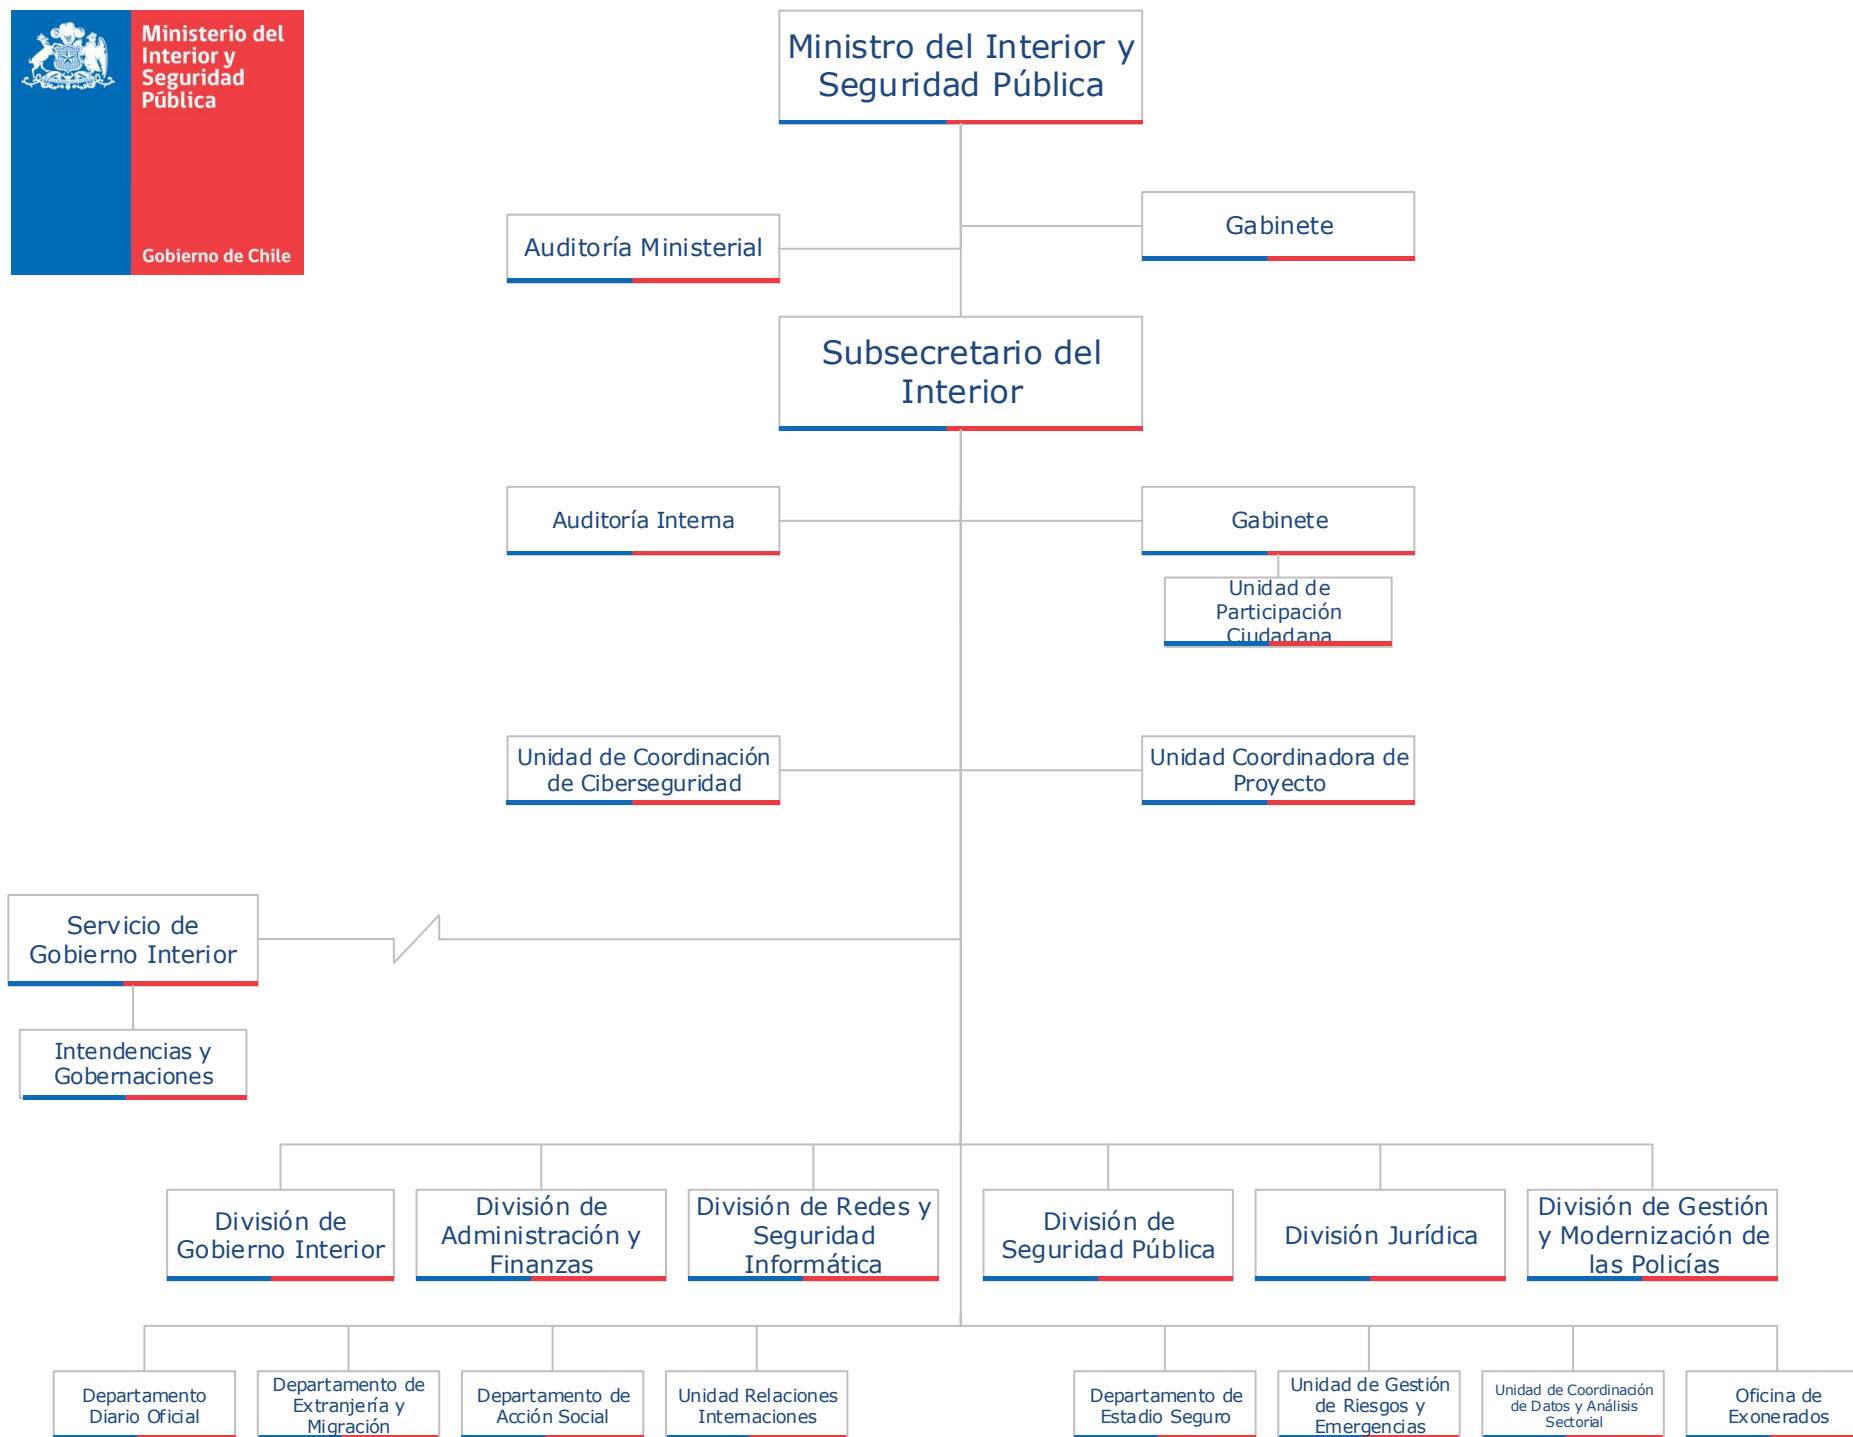 Ministerio del
Interior y
Seguridad
Pública
Gobierno de Chile
Ministro del Interior y
Seguridad Pública
Auditoría Ministerial
Gabinete
Subsecretario del
Interior
Auditoría Interna
Gabinete
Unidad de
Participación
Ciudadana
Unidad de Coordinación
de Ciberseguridad
Unidad Coordinadora de
Proyecto
Servicio de
Gobierno Interior
Intendencias y
Gobernaciones
División de
Gobierno Interior
División de
Administración y
Finanzas
División de Redes y
Seguridad
Informática
División de
Seguridad Pública
División Jurídica
División de Gestión
y Modernización de
las Policías
Departamento
Diario Oficial
Departamento de
Extranjería y
Migración
Departamento de
Acción Social
Unidad Relaciones
Internaciones
Departamento de
Estadio Seguro
Unidad de Gestión
de Riesgos y
Emergencias
Unidad de Coordinación
de Datos y Análisis
Sectorial
Oficina de
Exonerados